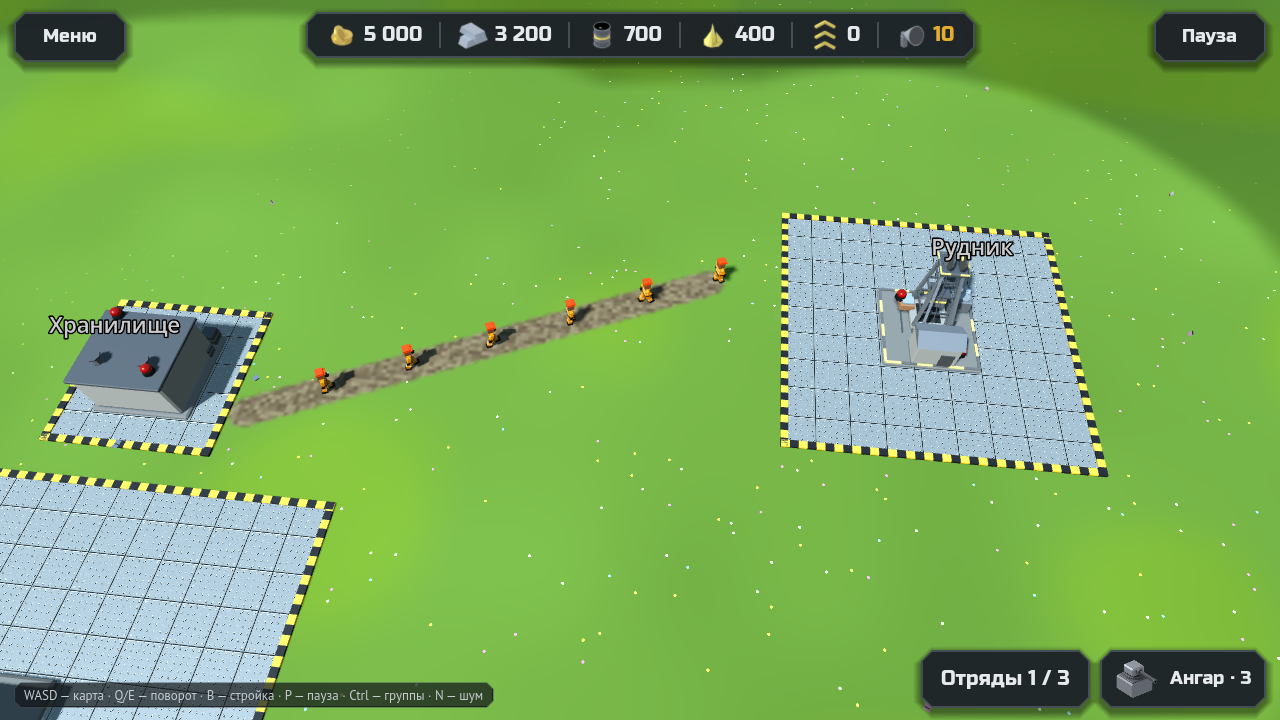 Меню
5 000
3 200
700
400
0
10
Пауза
Рудник
Хранилище
WASD — карта · Q/E — поворот · B — стройка · P — пауза · Ctrl — группы · N — шум
Отряды 1 / 3
Ангар · 3